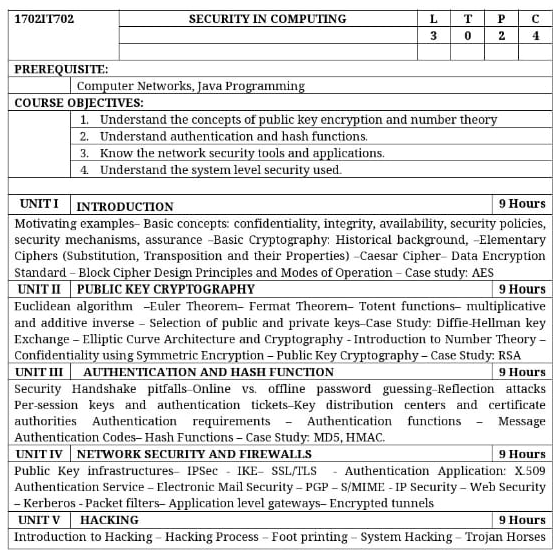 1702IT702 SECURITY IN COMPUTING L T P C
3 0 2 4
PREREQUISITE:
Computer Networks, Java Programming
COURSE OBJECTIVES:
1. Understand the concepts of public key encryption and number theory
2. Understand authentication and hash functions.
3. Know the network security tools and applications.
4. Understand the system level security used.
UNIT I INTRODUCTION 9 Hours
Motivating examples– Basic concepts: confidentiality, integrity, availability, security policies,
security mechanisms, assurance –Basic Cryptography: Historical background, –Elementary
Ciphers (Substitution, Transposition and their Properties) –Caesar Cipher– Data Encryption
Standard – Block Cipher Design Principles and Modes of Operation – Case study: AES
UNIT II PUBLIC KEY CRYPTOGRAPHY 9 Hours
Euclidean algorithm –Euler Theorem– Fermat Theorem– Totent functions– multiplicative
and additive inverse – Selection of public and private keys–Case Study: Diffie-Hellman key
Exchange – Elliptic Curve Architecture and Cryptography - Introduction to Number Theory –
Confidentiality using Symmetric Encryption – Public Key Cryptography – Case Study: RSA
UNIT III AUTHENTICATION AND HASH FUNCTION 9 Hours
Security Handshake pitfalls–Online vs. offline password guessing–Reflection attacks
Per-session keys and authentication tickets–Key distribution centers and certificate
authorities Authentication requirements – Authentication functions – Message
Authentication Codes– Hash Functions – Case Study: MD5, HMAC.
UNIT IV NETWORK SECURITY AND FIREWALLS 9 Hours
Public Key infrastructures– IPSec - IKE– SSL/TLS - Authentication Application: X.509
Authentication Service – Electronic Mail Security – PGP – S/MIME - IP Security – Web Security
– Kerberos - Packet filters– Application level gateways– Encrypted tunnels
UNIT V HACKING 9 Hours
Introduction to Hacking – Hacking Process – Foot printing – System Hacking – Trojan Horses